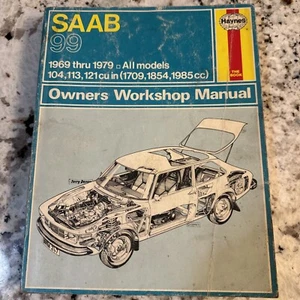 SAAB
99
Haynes
1969 thru 1979 □ All models
104,113,121cu in (1709,1854,1985cc)
Owners Workshop Manual